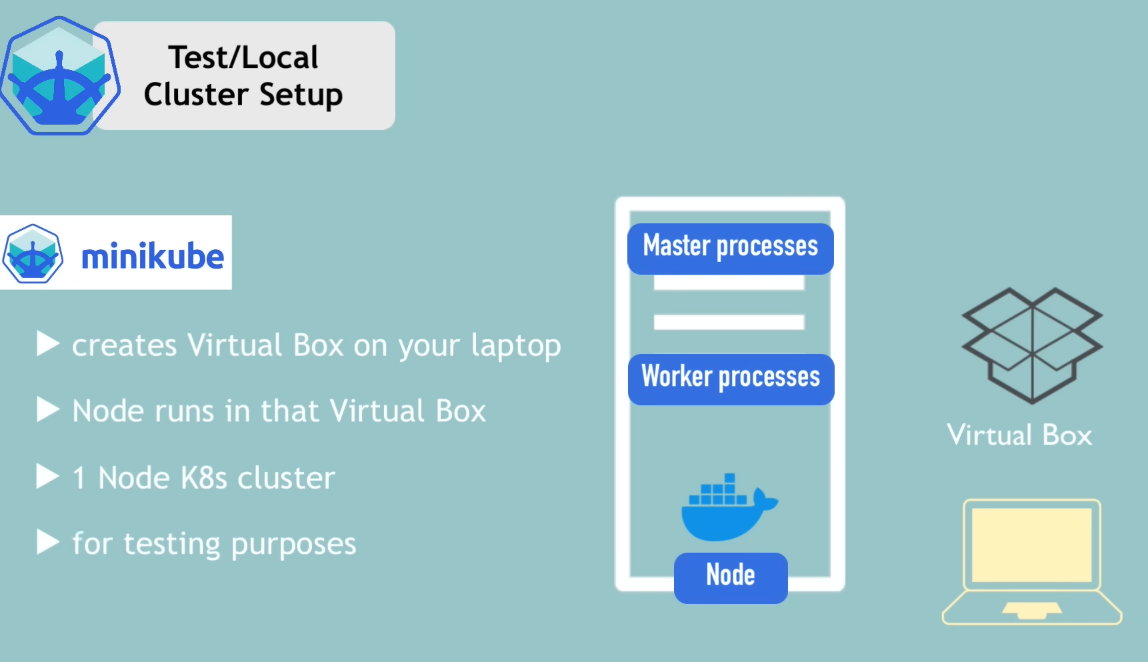 Test/Local
Cluster Setup
minikube
creates Virtual Box on your laptop
Node runs in that Virtual Box
1 Node K8s cluster
for testing purposes
Master processes
Worker processes
Node
Virtual Box